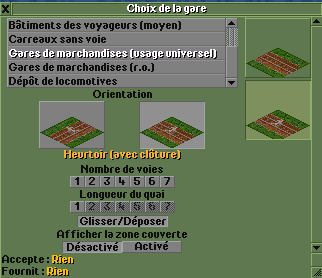 Choix de la gare
Bâtiments des voyageurs (moyen)
Carreaux sans voie
Gares de marchandises (usage universel)
Gares de marchandises (r.o.)
Dépôt de locomotives
Orientation
Heurtoir (avec clôture)
Nombre de voies
1 2 3 4 5 6 7
Longueur du quai
1 2 3 4 5 6 7
Glisser/Déposer
Afficher la zone couverte
Désactivé Activé
Accepte : Rien
Fournit : Rien